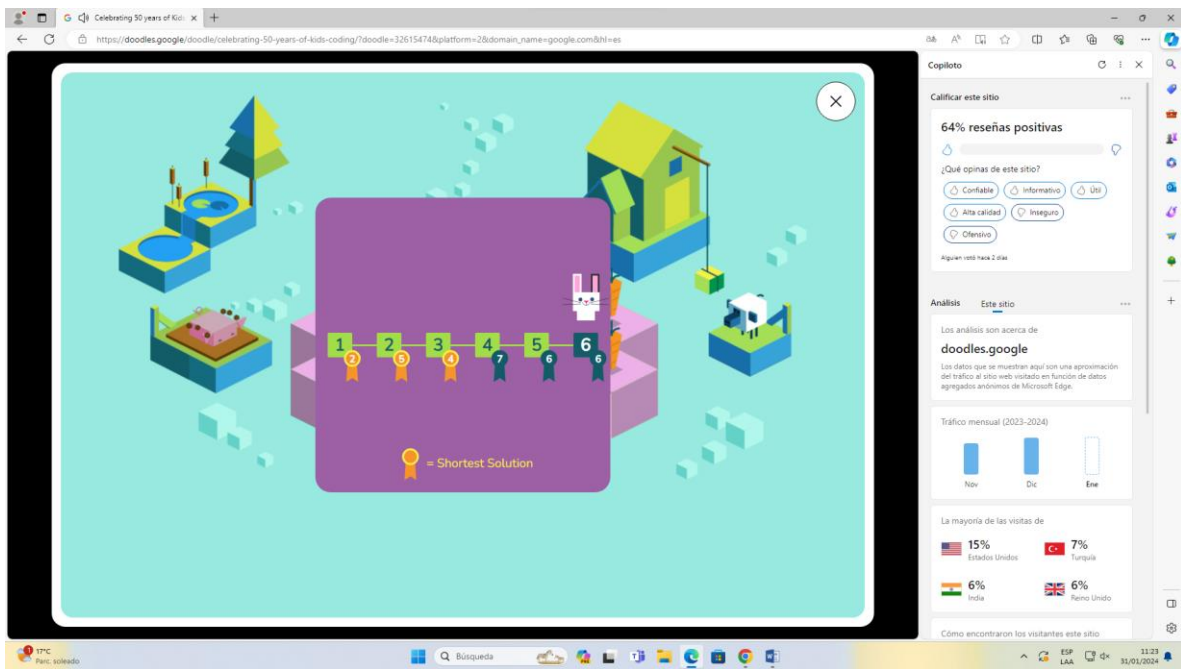 Celebrating 50 years of Kids
https://doodles.google/doodle/celebrating-50-years-of-kids-coding/?doodle=32615474&platform=2&domain_name=google.com&hl=es
1 2 3 4 5 6
2 5 4 7 6 6
= Shortest Solution
Copiloto
Calificar este sitio
64% reseñas positivas
¿Qué opinas de este sitio?
Confiable Informativo Útil
Alta calidad Inseguro
Ofensivo
Alguien votó hace 2 días
Análisis Este sitio
Los análisis son acerca de
doodles.google
Los datos que se muestran aquí son una aproximación
del tráfico al sitio web visitado en función de datos
agregados anónimos de Microsoft Edge.
Tráfico mensual (2023-2024)
Nov Dic Ene
La mayoría de las visitas de
15% 7%
Estados Unidos Turquía
6% 6%
India Reino Unido
Cómo encontraron los visitantes este sitio
1 17°C
Parc. soleado
Búsqueda
ESP
LAA
11:23
31/01/2024